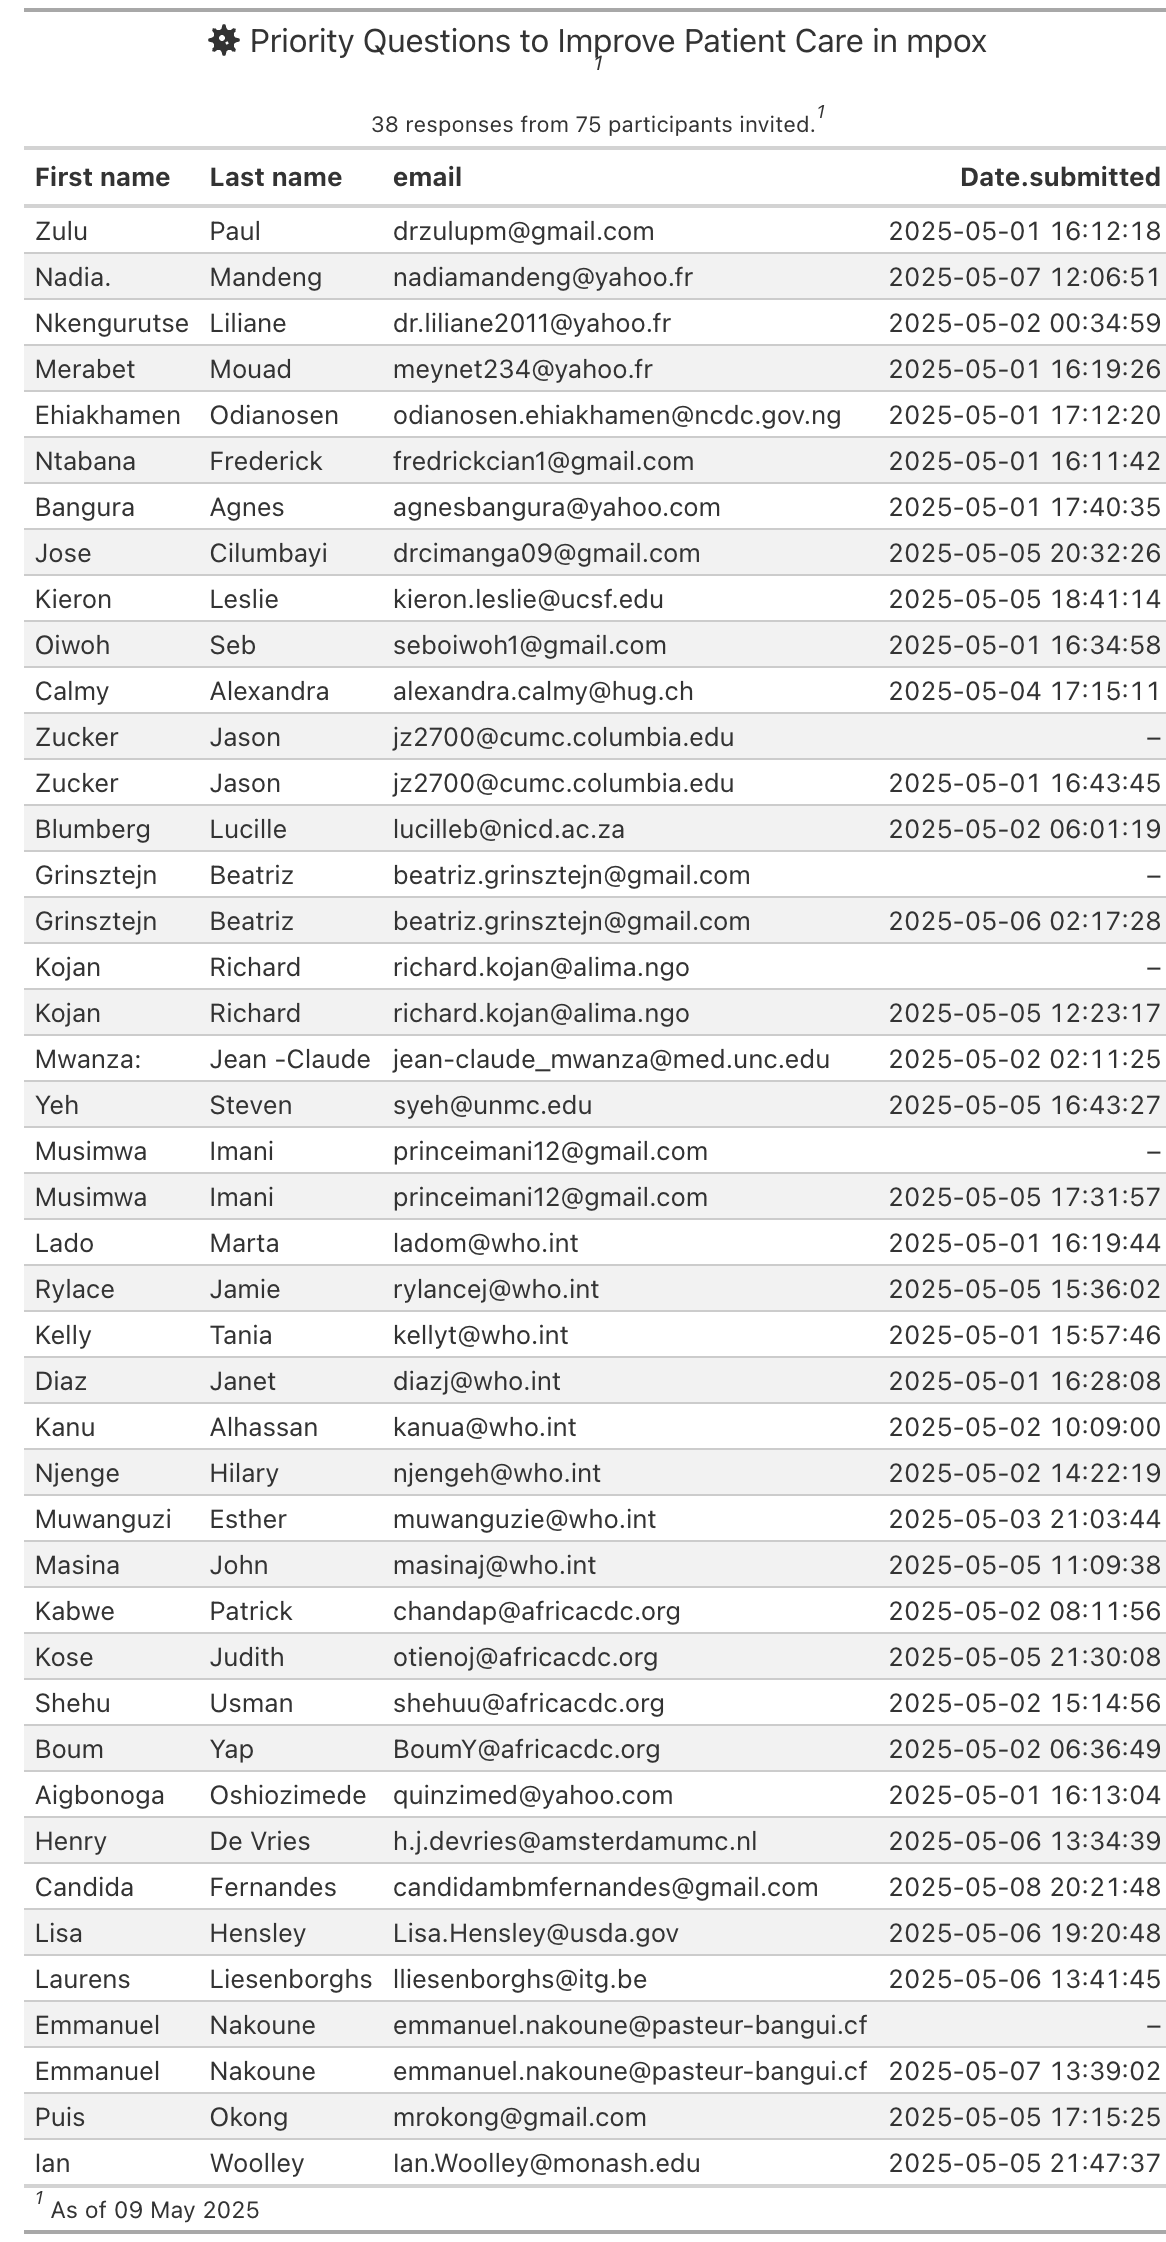 Priority Questions to Improve Patient Care in mpox
1
38 responses from 75 participants invited.1
First name Last name email Date.submitted
Zulu Paul drzulupm@gmail.com 2025-05-01 16:12:18
Nadia. Mandeng nadiamandeng@yahoo.fr 2025-05-07 12:06:51
Nkengurutse Liliane dr.liliane2011@yahoo.fr 2025-05-02 00:34:59
Merabet Mouad meynet234@yahoo.fr 2025-05-01 16:19:26
Ehiakhamen Odianosen odianosen.ehiakhamen@ncdc.gov.ng 2025-05-01 17:12:20
Ntabana Frederick fredrickcian1@gmail.com 2025-05-01 16:11:42
Bangura Agnes agnesbangura@yahoo.com 2025-05-01 17:40:35
Jose Cilumbayi drcimanga09@gmail.com 2025-05-05 20:32:26
Kieron Leslie kieron.leslie@ucsf.edu 2025-05-05 18:41:14
Oiwoh Seb seboiwoh1@gmail.com 2025-05-01 16:34:58
Calmy Alexandra alexandra.calmy@hug.ch 2025-05-04 17:15:11
Zucker Jason jz2700@cumc.columbia.edu –
Zucker Jason jz2700@cumc.columbia.edu 2025-05-01 16:43:45
Blumberg Lucille lucilleb@nicd.ac.za 2025-05-02 06:01:19
Grinsztejn Beatriz beatriz.grinsztejn@gmail.com –
Grinsztejn Beatriz beatriz.grinsztejn@gmail.com 2025-05-06 02:17:28
Kojan Richard richard.kojan@alima.ngo –
Kojan Richard richard.kojan@alima.ngo 2025-05-05 12:23:17
Mwanza: Jean -Claude jean-claude_mwanza@med.unc.edu 2025-05-02 02:11:25
Yeh Steven syeh@unmc.edu 2025-05-05 16:43:27
Musimwa Imani princeimani12@gmail.com –
Musimwa Imani princeimani12@gmail.com 2025-05-05 17:31:57
Lado Marta ladom@who.int 2025-05-01 16:19:44
Rylace Jamie rylancej@who.int 2025-05-05 15:36:02
Kelly Tania kellyt@who.int 2025-05-01 15:57:46
Diaz Janet diazj@who.int 2025-05-01 16:28:08
Kanu Alhassan kanua@who.int 2025-05-02 10:09:00
Njenge Hilary njengeh@who.int 2025-05-02 14:22:19
Muwanguzi Esther muwanguzie@who.int 2025-05-03 21:03:44
Masina John masinaj@who.int 2025-05-05 11:09:38
Kabwe Patrick chandap@africacdc.org 2025-05-02 08:11:56
Kose Judith otienoj@africacdc.org 2025-05-05 21:30:08
Shehu Usman shehuu@africacdc.org 2025-05-02 15:14:56
Boum Yap BoumY@africacdc.org 2025-05-02 06:36:49
Aigbonoga Oshiozimede quinzimed@yahoo.com 2025-05-01 16:13:04
Henry De Vries h.j.devries@amsterdamumc.nl 2025-05-06 13:34:39
Candida Fernandes candidambmfernandes@gmail.com 2025-05-08 20:21:48
Lisa Hensley Lisa.Hensley@usda.gov 2025-05-06 19:20:48
Laurens Liesenborghs lliesenborghs@itg.be 2025-05-06 13:41:45
Emmanuel Nakoune emmanuel.nakoune@pasteur-bangui.cf –
Emmanuel Nakoune emmanuel.nakoune@pasteur-bangui.cf 2025-05-07 13:39:02
Puis Okong mrokong@gmail.com 2025-05-05 17:15:25
Ian Woolley Ian.Woolley@monash.edu 2025-05-05 21:47:37
1 As of 09 May 2025